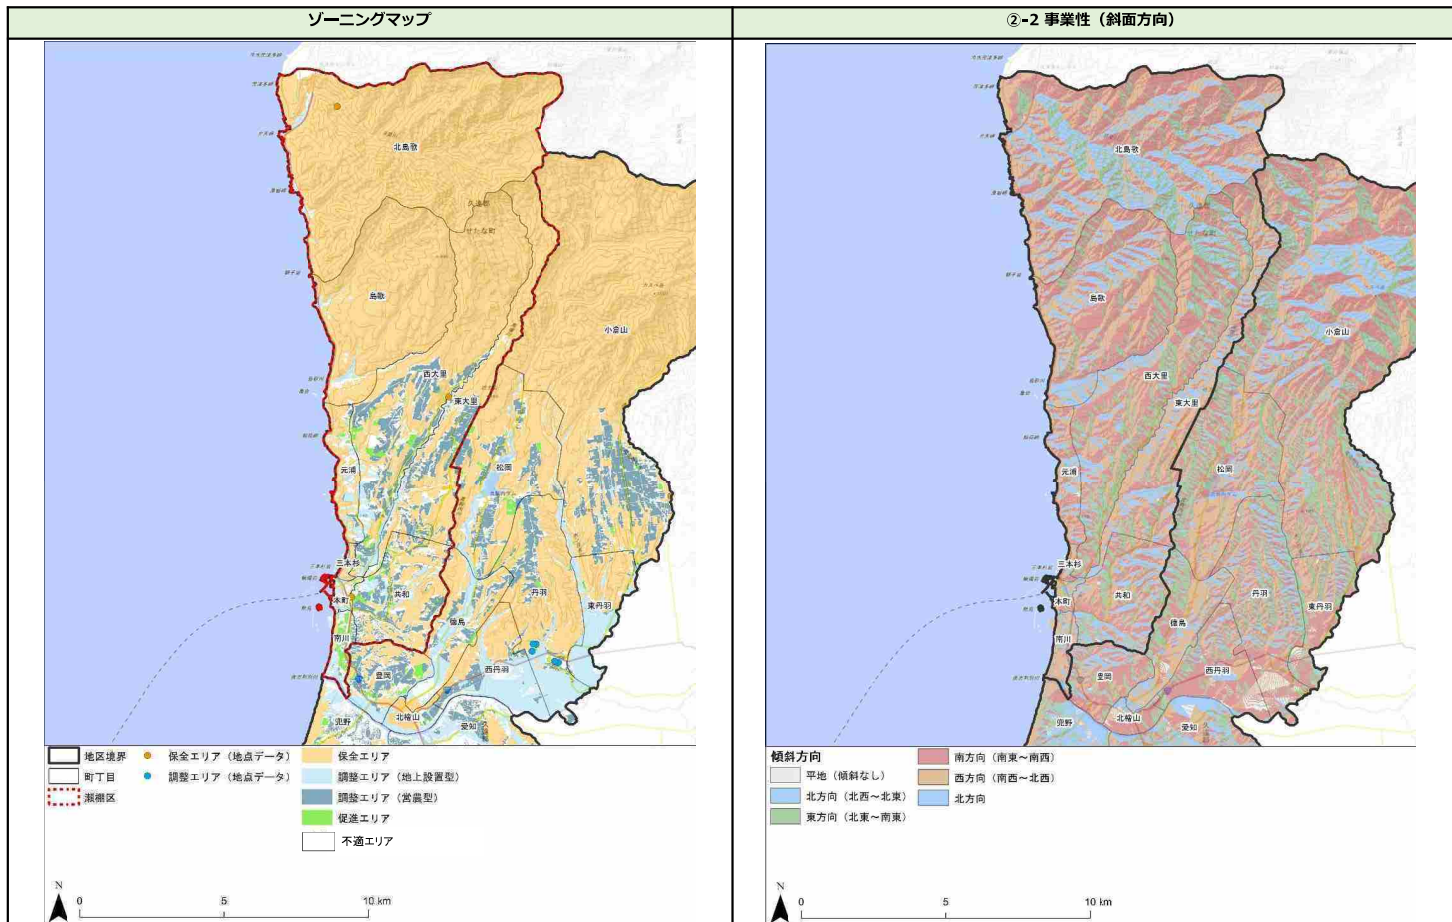 ゾーニングマップ
北島歌
久遠郡
せたな町
島歌
小倉山
西大里
東大里
松岡
元浦
三本杉
本町
共和
丹羽
東丹羽
徳島
南川
西丹羽
豊岡
北檜山
兜野
愛知
地区境界
保全エリア（地点データ）
保全エリア
町丁目
調整エリア（地点データ）
調整エリア（地上設置型）
瀬棚区
調整エリア（営農型）
促進エリア
不適エリア
N
0 5 10 km
②-2 事業性（斜面方向）
北島歌
せたな町
島歌
小倉山
西大里
東大里
松岡
元浦
三本杉
本町
共和
丹羽
東丹羽
徳島
南川
西丹羽
豊岡
北檜山
兜野
愛知
傾斜方向
南方向（南東～南西）
平地（傾斜なし）
西方向（南西～北西）
北方向（北西～北東）
北方向
東方向（北東～南東）
N
0 5 10 km